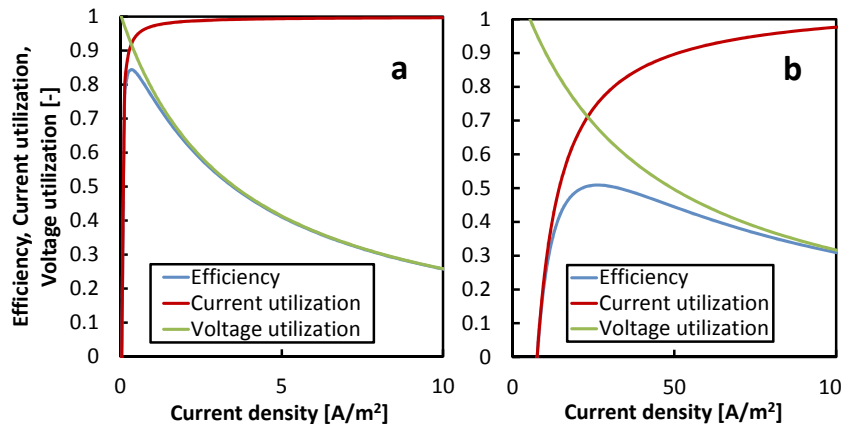 Efficiency, Current utilization,
Voltage utilization [-]
1
0.9
0.8
0.7
0.6
0.5
0.4
0.3
0.2
0.1
0
a
Efficiency
Current utilization
Voltage utilization
0
5
10
Current density [A/m²]
1
0.9
0.8
0.7
0.6
0.5
0.4
0.3
0.2
0.1
0
b
Efficiency
Current utilization
Voltage utilization
0
50
10
Current density [A/m²]